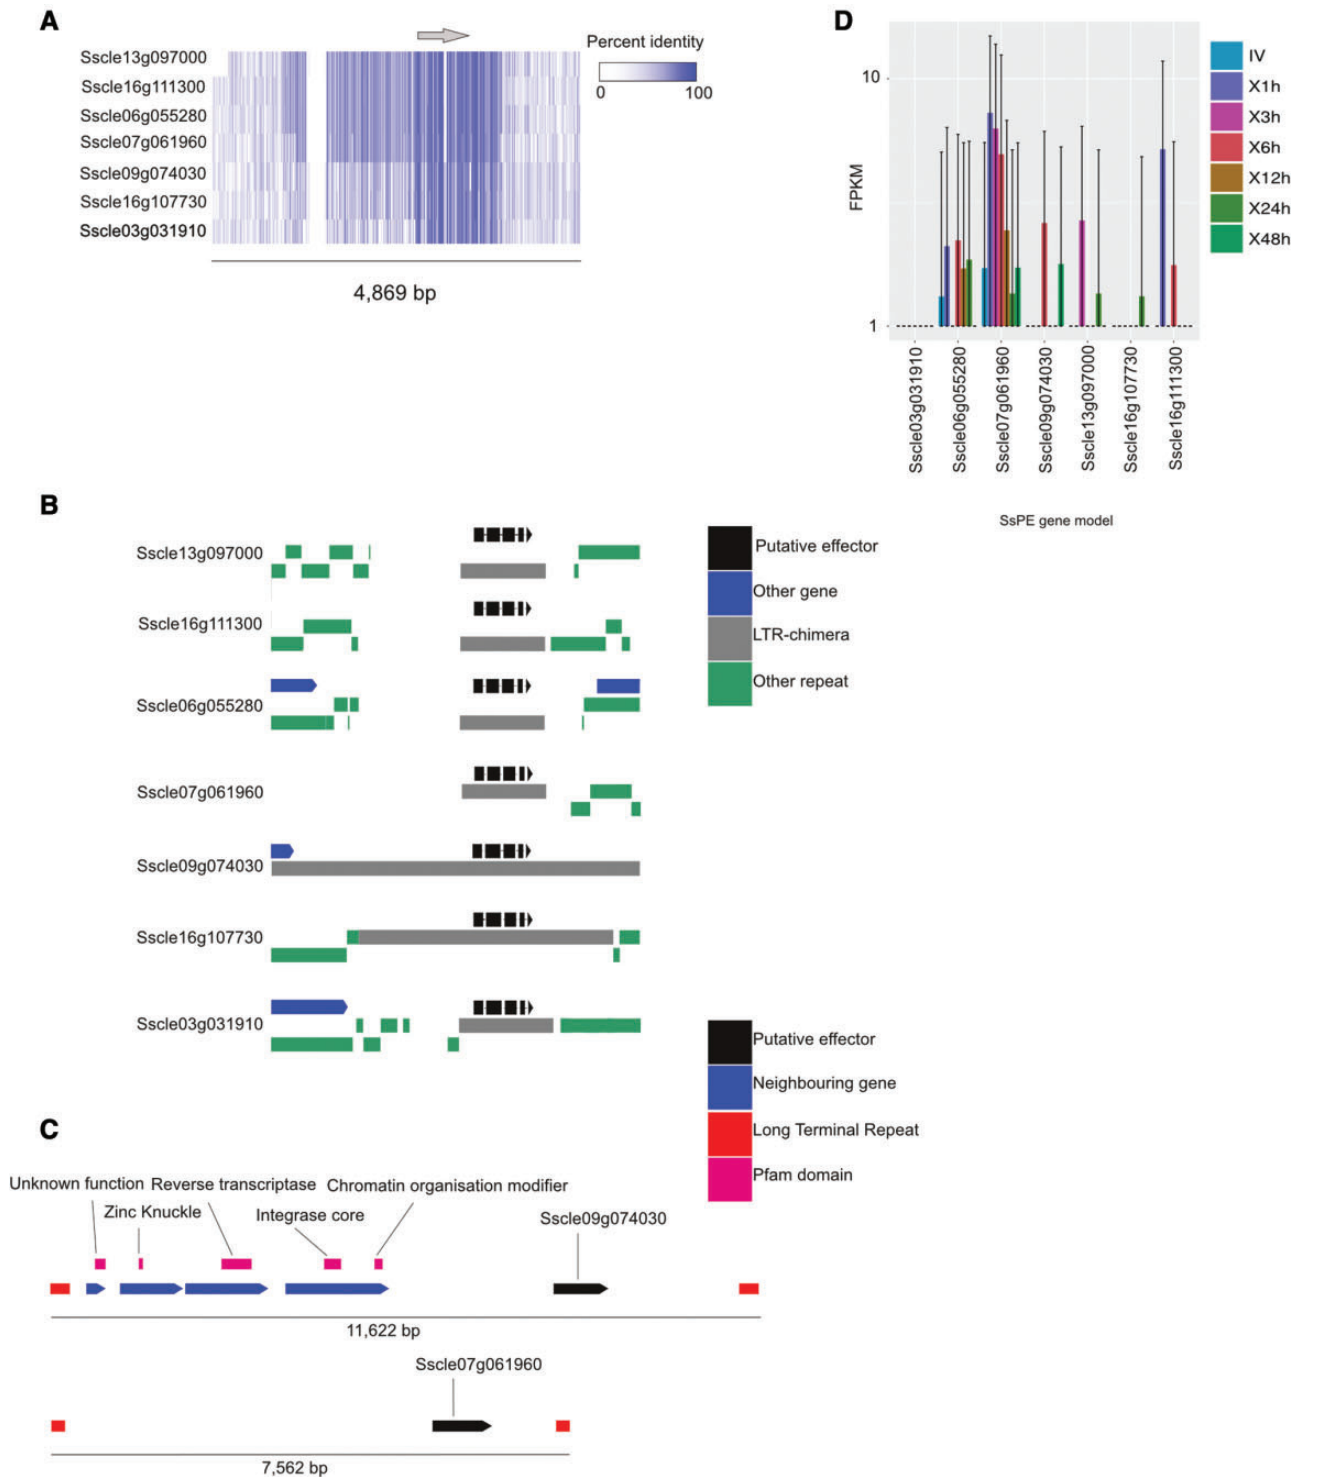 A
Sscle13g097000
Sscle16g111300
Sscle06g055280
Sscle07g061960
Sscle09g074030
Sscle16g107730
Sscle03g031910
4,869 bp
Percent identity
0 100
D
FPKM
10
1
Sscle03g031910
Sscle06g055280
Sscle07g061960
Sscle09g074030
Sscle13g097000
Sscle16g107730
Sscle16g111300
SsPE gene model
IV
X1h
X3h
X6h
X12h
X24h
X48h
B
Sscle13g097000
Sscle16g111300
Sscle06g055280
Sscle07g061960
Sscle09g074030
Sscle16g107730
Sscle03g031910
Putative effector
Other gene
LTR-chimera
Other repeat
Putative effector
Neighbouring gene
Long Terminal Repeat
Pfam domain
C
Unknown function Reverse transcriptase Chromatin organisation modifier
Zinc Knuckle Integrase core Sscle09g074030
11,622 bp
Sscle07g061960
7,562 bp